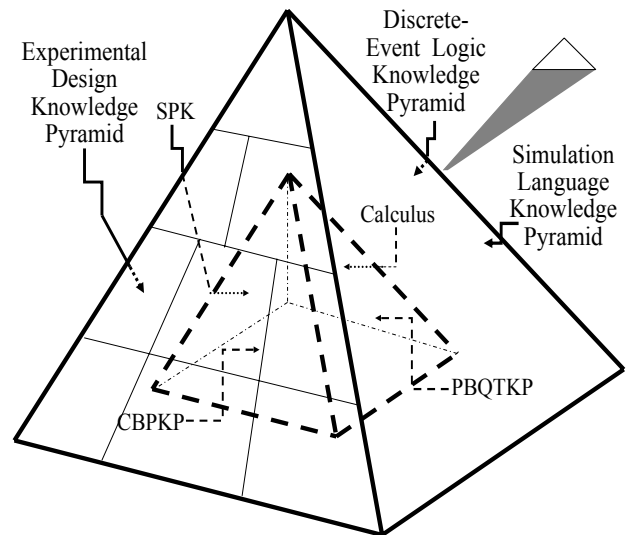 Experimental
Design
Knowledge
Pyramid
SPK
Discrete-
Event Logic
Knowledge
Pyramid
Simulation
Language
Knowledge
Pyramid
Calculus
PBQTKP
CBPKP